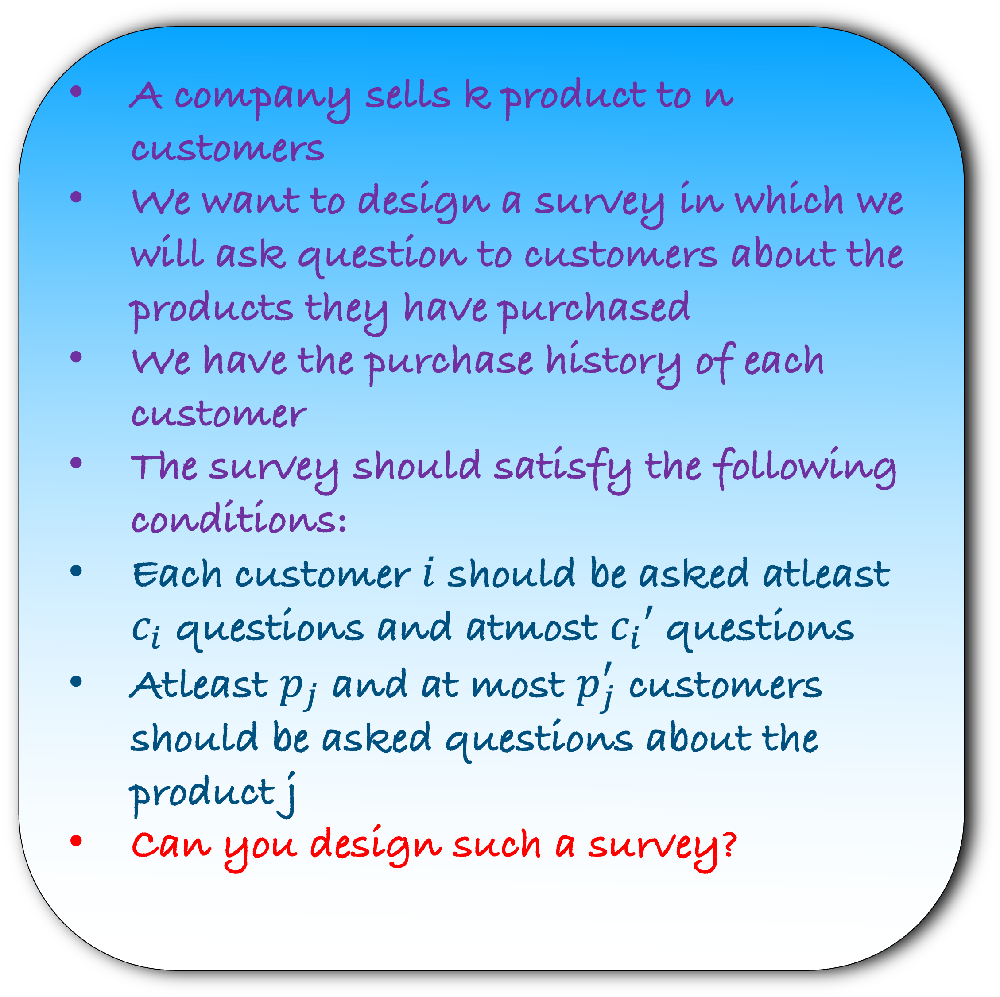 • A company sells k product to n
customers
• We want to design a survey in which we
will ask question to customers about the
products they have purchased
• We have the purchase history of each
customer
• The survey should satisfy the following
conditions:
• Each customer 𝑖 should be asked atleast
𝑐ᵢ questions and atmost 𝑐ᵢ′ questions
• Atleast 𝑝ⱼ and at most 𝑝ⱼ′ customers
should be asked questions about the
product j
• Can you design such a survey?